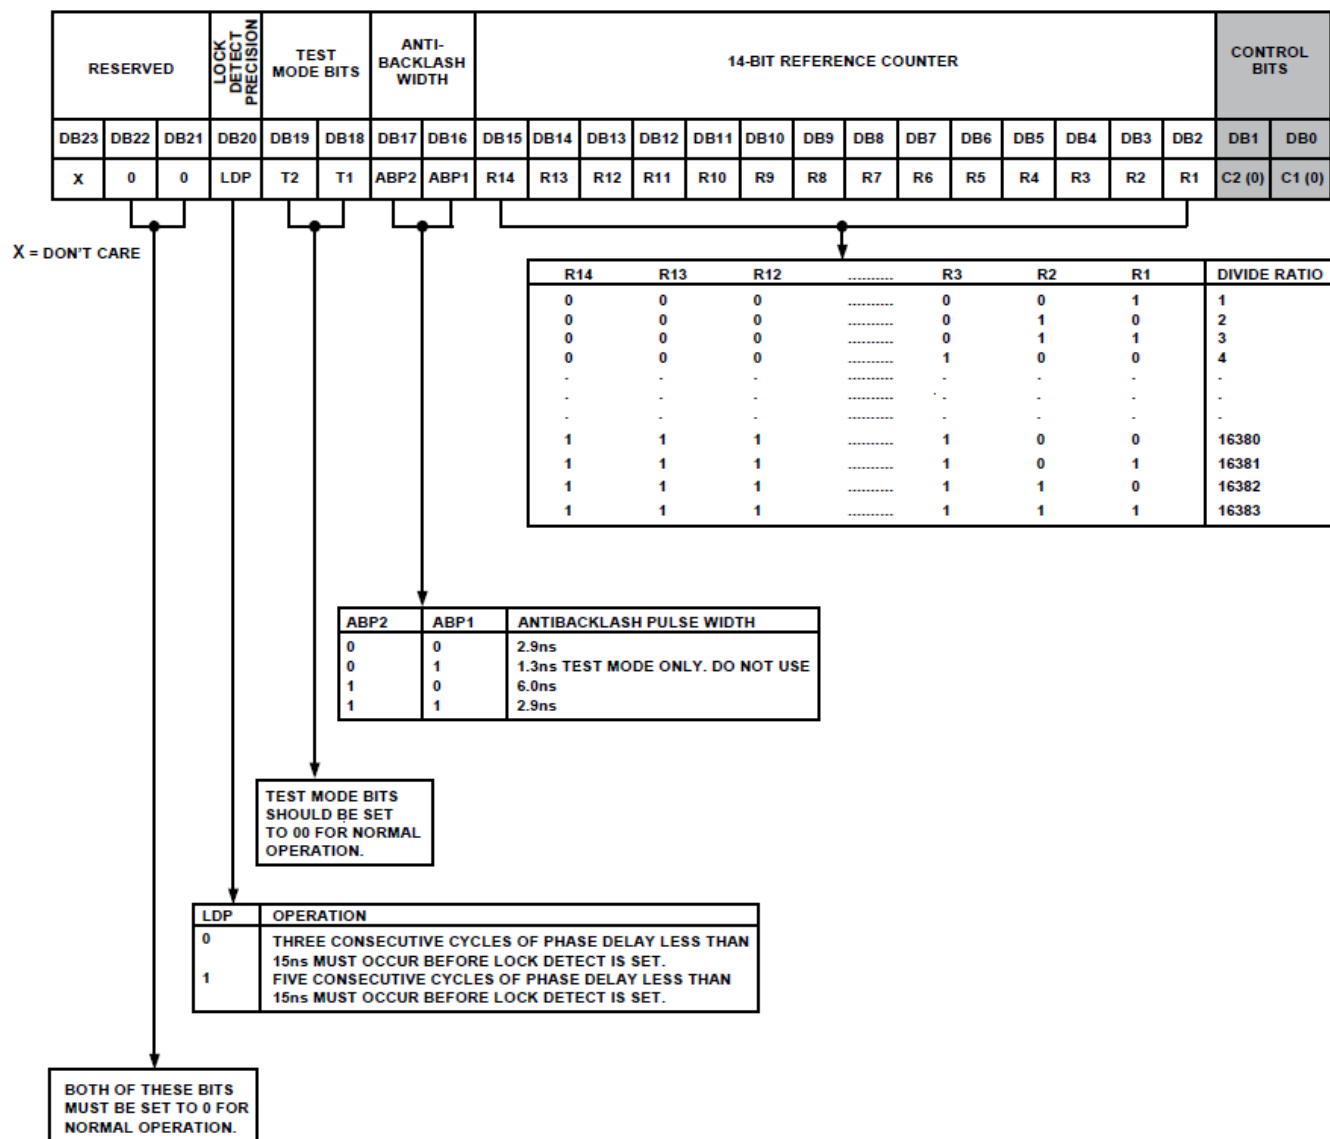 RESERVED
LOCK
DETECT
PRECISION
TEST
MODE BITS
ANTI-
BACKLASH
WIDTH
14-BIT REFERENCE COUNTER
CONTROL
BITS
DB23 DB22 DB21 DB20 DB19 DB18 DB17 DB16 DB15 DB14 DB13 DB12 DB11 DB10 DB9 DB8 DB7 DB6 DB5 DB4 DB3 DB2 DB1 DB0
X 0 0 LDP T2 T1 ABP2 ABP1 R14 R13 R12 R11 R10 R9 R8 R7 R6 R5 R4 R3 R2 R1 C2 (0) C1 (0)
X = DON'T CARE
R14 R13 R12 .......... R3 R2 R1 DIVIDE RATIO
0 0 0 .......... 0 0 1 1
0 0 0 .......... 0 1 0 2
0 0 0 .......... 0 1 1 3
0 0 0 .......... 1 0 0 4
. . . .......... . . . .
. . . .......... . . . .
. . . .......... . . . .
1 1 1 .......... 1 0 0 16380
1 1 1 .......... 1 0 1 16381
1 1 1 .......... 1 1 0 16382
1 1 1 .......... 1 1 1 16383
ABP2 ABP1 ANTIBACKLASH PULSE WIDTH
0 0 2.9ns
0 1 1.3ns TEST MODE ONLY. DO NOT USE
1 0 6.0ns
1 1 2.9ns
TEST MODE BITS
SHOULD BE SET
TO 00 FOR NORMAL
OPERATION.
LDP OPERATION
0 THREE CONSECUTIVE CYCLES OF PHASE DELAY LESS THAN
15ns MUST OCCUR BEFORE LOCK DETECT IS SET.
1 FIVE CONSECUTIVE CYCLES OF PHASE DELAY LESS THAN
15ns MUST OCCUR BEFORE LOCK DETECT IS SET.
BOTH OF THESE BITS
MUST BE SET TO 0 FOR
NORMAL OPERATION.